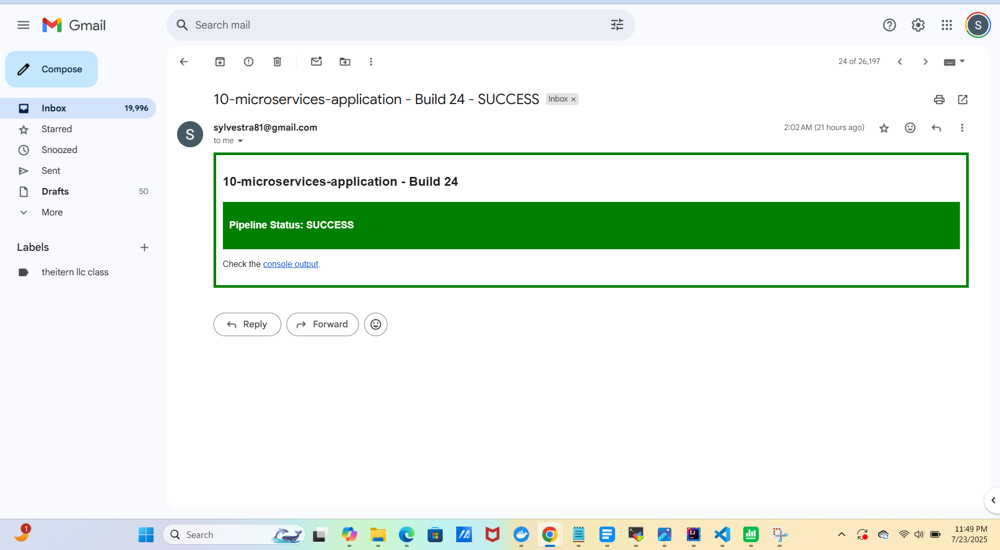 Gmail
Search mail
S
Compose
24 of 26,197
Inbox 19,996
Starred
Snoozed
Sent
Drafts 50
More
Labels
theitern llc class
10-microservices-application - Build 24 - SUCCESS Inbox ×
S
sylvestra81@gmail.com
2:02 AM (21 hours ago)
to me
10-microservices-application - Build 24
Pipeline Status: SUCCESS
Check the console output.
Reply Forward
1
Search
IJ
11:49 PM
7/23/2025